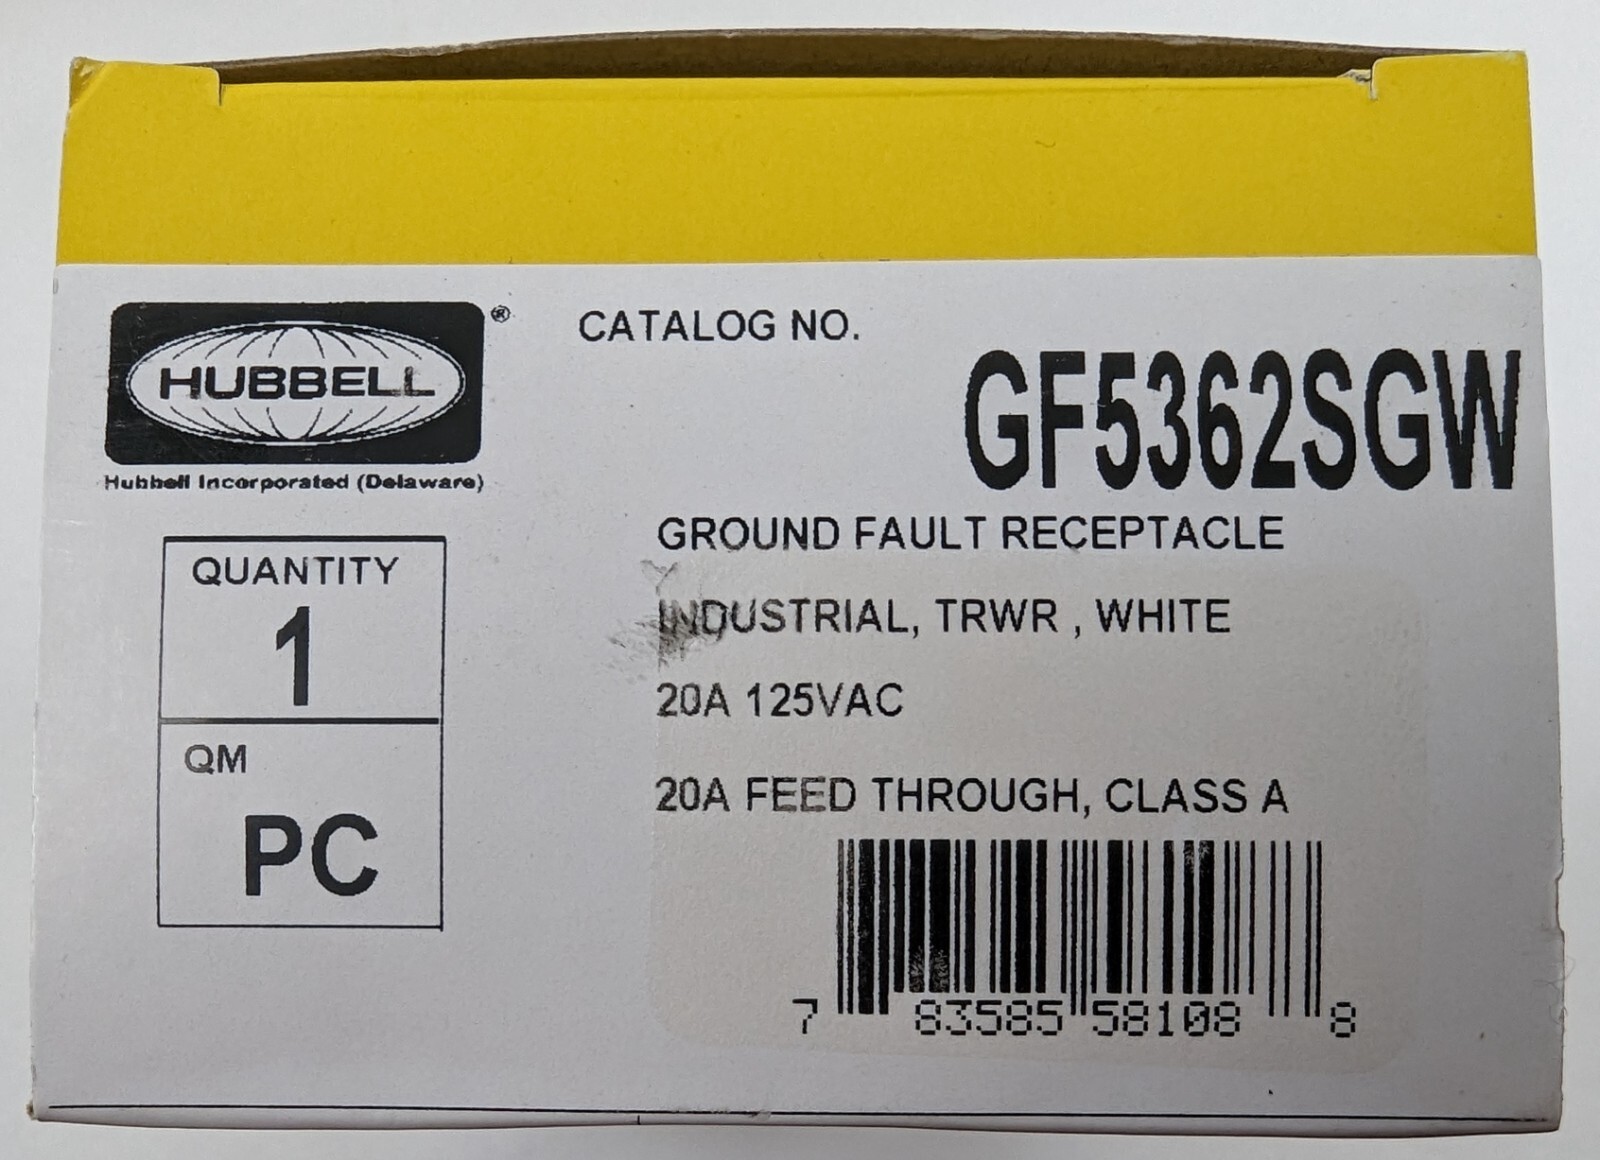 HUBBELL®
Hubbell Incorporated (Delaware)
CATALOG NO.
GF5362SGW
QUANTITY
1
QM
PC
GROUND FAULT RECEPTACLE
INDUSTRIAL, TRWR , WHITE
20A 125VAC
20A FEED THROUGH, CLASS A
7 83585 58108 8